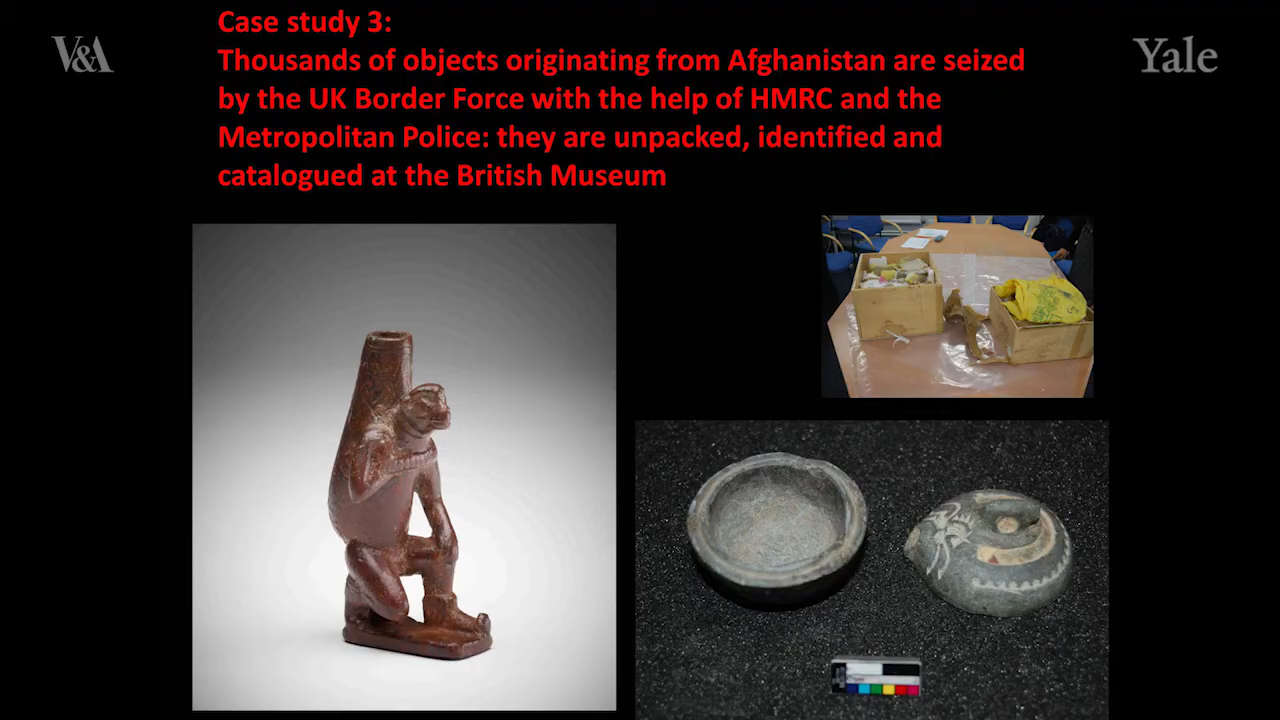 Case study 3:
V&A
Thousands of objects originating from Afghanistan are seized
Yale
by the UK Border Force with the help of HMRC and the
Metropolitan Police: they are unpacked, identified and
catalogued at the British Museum